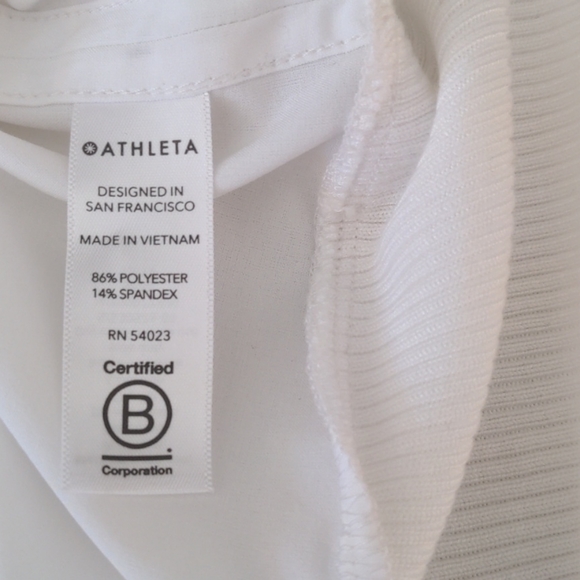 ATHLETA
DESIGNED IN
SAN FRANCISCO
MADE IN VIETNAM
86% POLYESTER
14% SPANDEX
RN 54023
Certified
B
Corporation